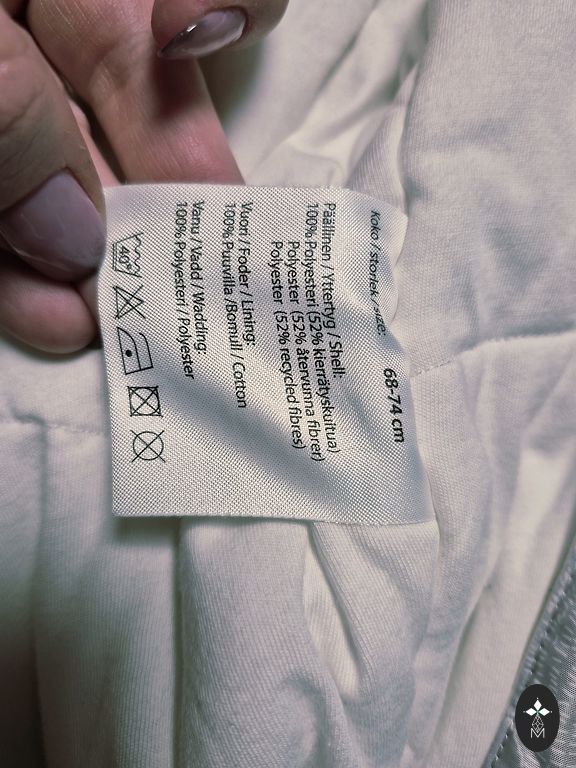 Koko / Storlek / Size:
68-74 cm
Päällinen / Yttertyg / Shell:
100% Polyesteri (52% kierrätyskuitua)
Polyester (52% återvunna fibrer)
Polyester (52% recycled fibres)
Vuori / Foder / Lining:
100% Puuvilla /Bomull / Cotton
Vanu / Vadd / Wadding:
100% Polyesteri / Polyester
40°
M